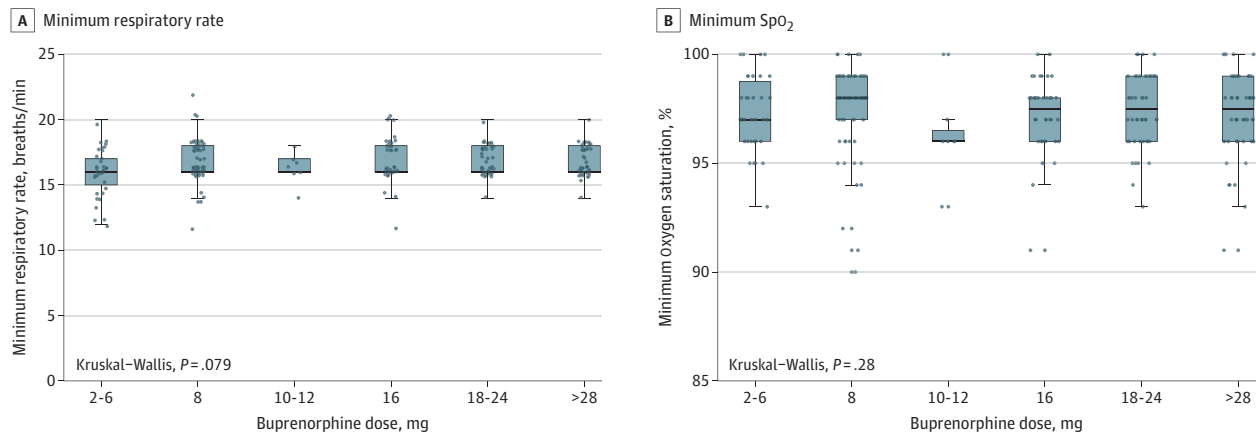 A Minimum respiratory rate
25
20
15
10
5
0
Minimum respiratory rate, breaths/min
Kruskal–Wallis, P = .079
2-6 8 10-12 16 18-24 >28
Buprenorphine dose, mg
B Minimum SpO₂
100
95
90
85
Minimum oxygen saturation, %
Kruskal–Wallis, P = .28
2-6 8 10-12 16 18-24 >28
Buprenorphine dose, mg